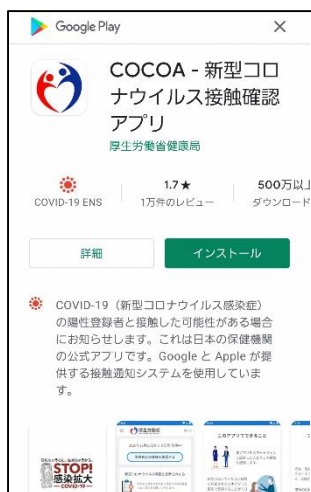 Google Play
COCOA - 新型コロ
ナウイルス接触確認
アプリ
厚生労働省健康局
COVID-19 ENS
1.7★
1万件のレビュー
500万以上
ダウンロード
詳細
インストール
COVID-19（新型コロナウイルス感染症）
の陽性登録者と接触した可能性がある場合
にお知らせします。これは日本の保健機関
の公式アプリです。Google と Apple が提
供する接触通知システムを使用していま
す。
STOP!
感染拡大
COVID-19
このアプリでできること